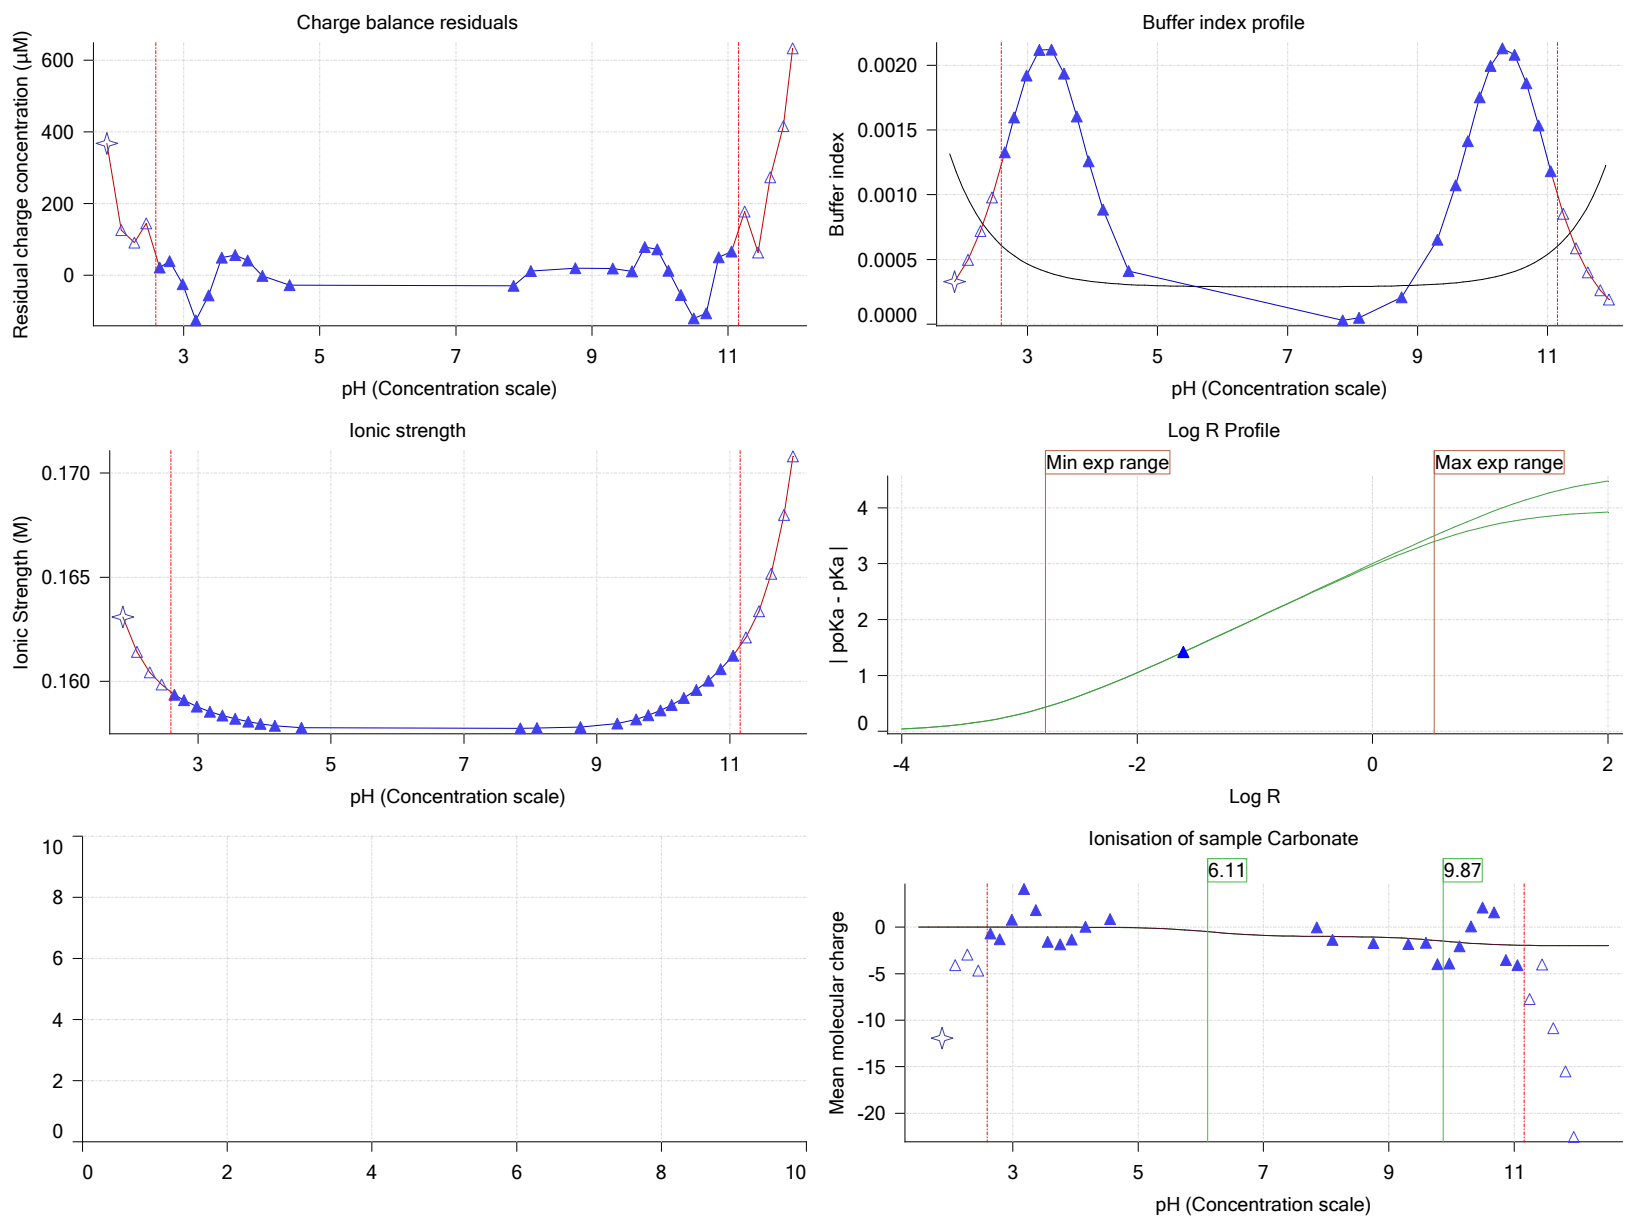 Charge balance residuals
Residual charge concentration (µM)
600
400
200
0
3 5 7 9 11
pH (Concentration scale)
Buffer index profile
Buffer index
0.0020
0.0015
0.0010
0.0005
0.0000
3 5 7 9 11
pH (Concentration scale)
Ionic strength
Ionic Strength (M)
0.170
0.165
0.160
3 5 7 9 11
pH (Concentration scale)
Log R Profile
Min exp range Max exp range
| poKa - pKa |
4
3
2
1
0
-4 -2 0 2
Log R
10
8
6
4
2
0
0 2 4 6 8 10
Ionisation of sample Carbonate
6.11 9.87
Mean molecular charge
0
-5
-10
-15
-20
3 5 7 9 11
pH (Concentration scale)